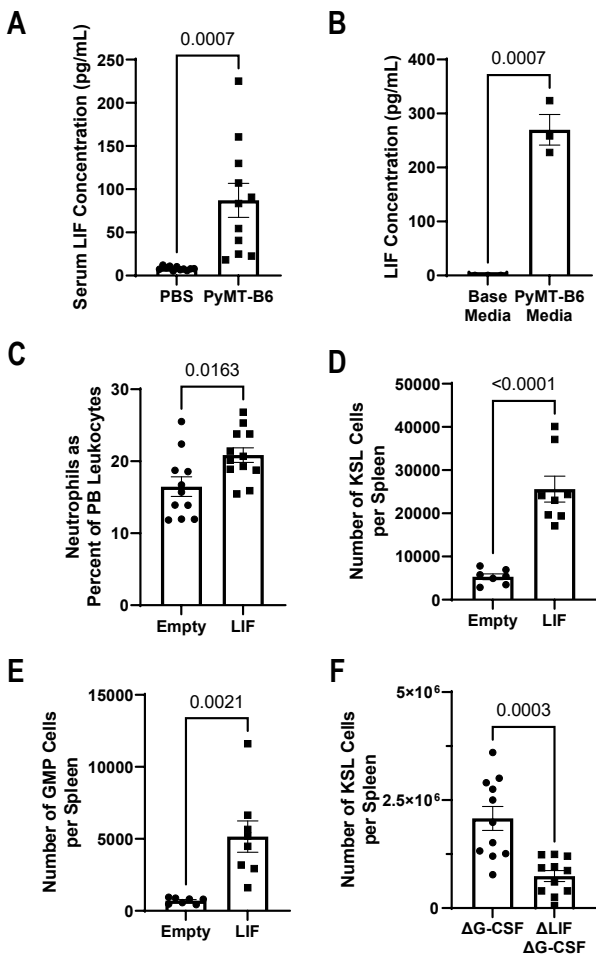 A
0.0007
Serum LIF Concentration (pg/mL)
250
200
150
100
50
0
PBS
PyMT-B6
B
0.0007
LIF Concentration (pg/mL)
400
300
200
100
0
Base
Media
PyMT-B6
Media
C
0.0163
Neutrophils as
Percent of PB Leukocytes
30
20
10
0
Empty
LIF
D
<0.0001
Number of KSL Cells
per Spleen
50000
40000
30000
20000
10000
0
Empty
LIF
E
0.0021
Number of GMP Cells
per Spleen
15000
10000
5000
0
Empty
LIF
F
0.0003
Number of KSL Cells
per Spleen
5×10⁶
2.5×10⁶
0
ΔG-CSF
ΔLIF
ΔG-CSF